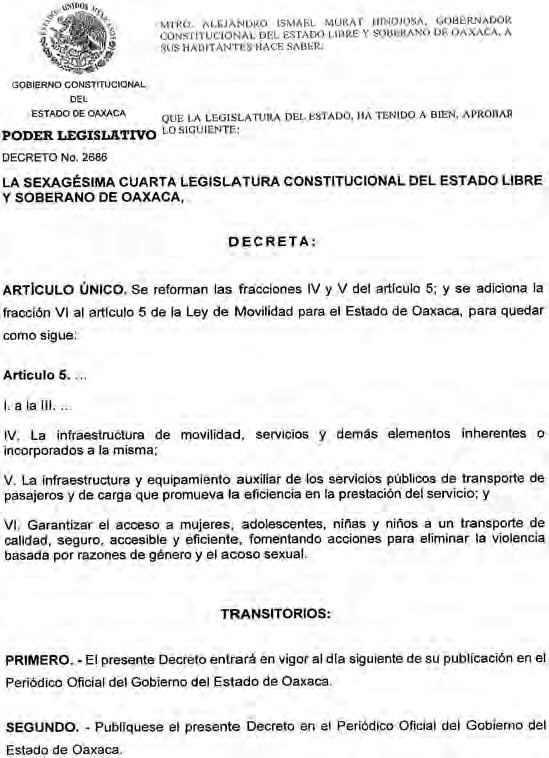 MTRO. ALEJANDRO ISMAEL MURAT HINOJOSA, GOBERNADOR
CONSTITUCIONAL DEL ESTADO LIBRE Y SOBERANO DE OAXACA, A
SUS HABITANTES HACE SABER:
GOBIERNO CONSTITUCIONAL
DEL
ESTADO DE OAXACA
PODER LEGISLATIVO
QUE LA LEGISLATURA DEL ESTADO, HA TENIDO A BIEN, APROBAR
LO SIGUIENTE:
DECRETO No. 2686
LA SEXAGÉSIMA CUARTA LEGISLATURA CONSTITUCIONAL DEL ESTADO LIBRE
Y SOBERANO DE OAXACA,
DECRETA:
ARTÍCULO ÚNICO. Se reforman las fracciones IV y V del artículo 5; y se adiciona la
fracción VI al artículo 5 de la Ley de Movilidad para el Estado de Oaxaca, para quedar
como sigue:
Artículo 5. ...
I. a la III. ...
IV. La infraestructura de movilidad, servicios y demás elementos inherentes o
incorporados a la misma;
V. La infraestructura y equipamiento auxiliar de los servicios públicos de transporte de
pasajeros y de carga que promueva la eficiencia en la prestación del servicio; y
VI. Garantizar el acceso a mujeres, adolescentes, niñas y niños a un transporte de
calidad, seguro, accesible y eficiente, fomentando acciones para eliminar la violencia
basada por razones de género y el acoso sexual.
TRANSITORIOS:
PRIMERO. - El presente Decreto entrará en vigor al día siguiente de su publicación en el
Periódico Oficial del Gobierno del Estado de Oaxaca.
SEGUNDO. - Publíquese el presente Decreto en el Periódico Oficial del Gobierno del
Estado de Oaxaca.